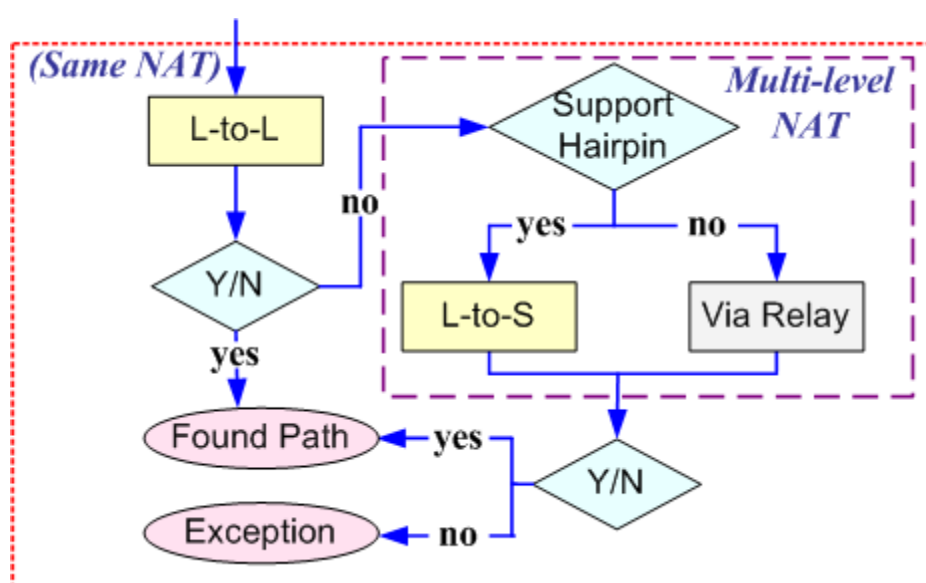 (Same NAT)
Multi-level
NAT
L-to-L
Support
Hairpin
no
yes
no
Y/N
L-to-S
Via Relay
yes
Found Path
yes
Y/N
Exception
no